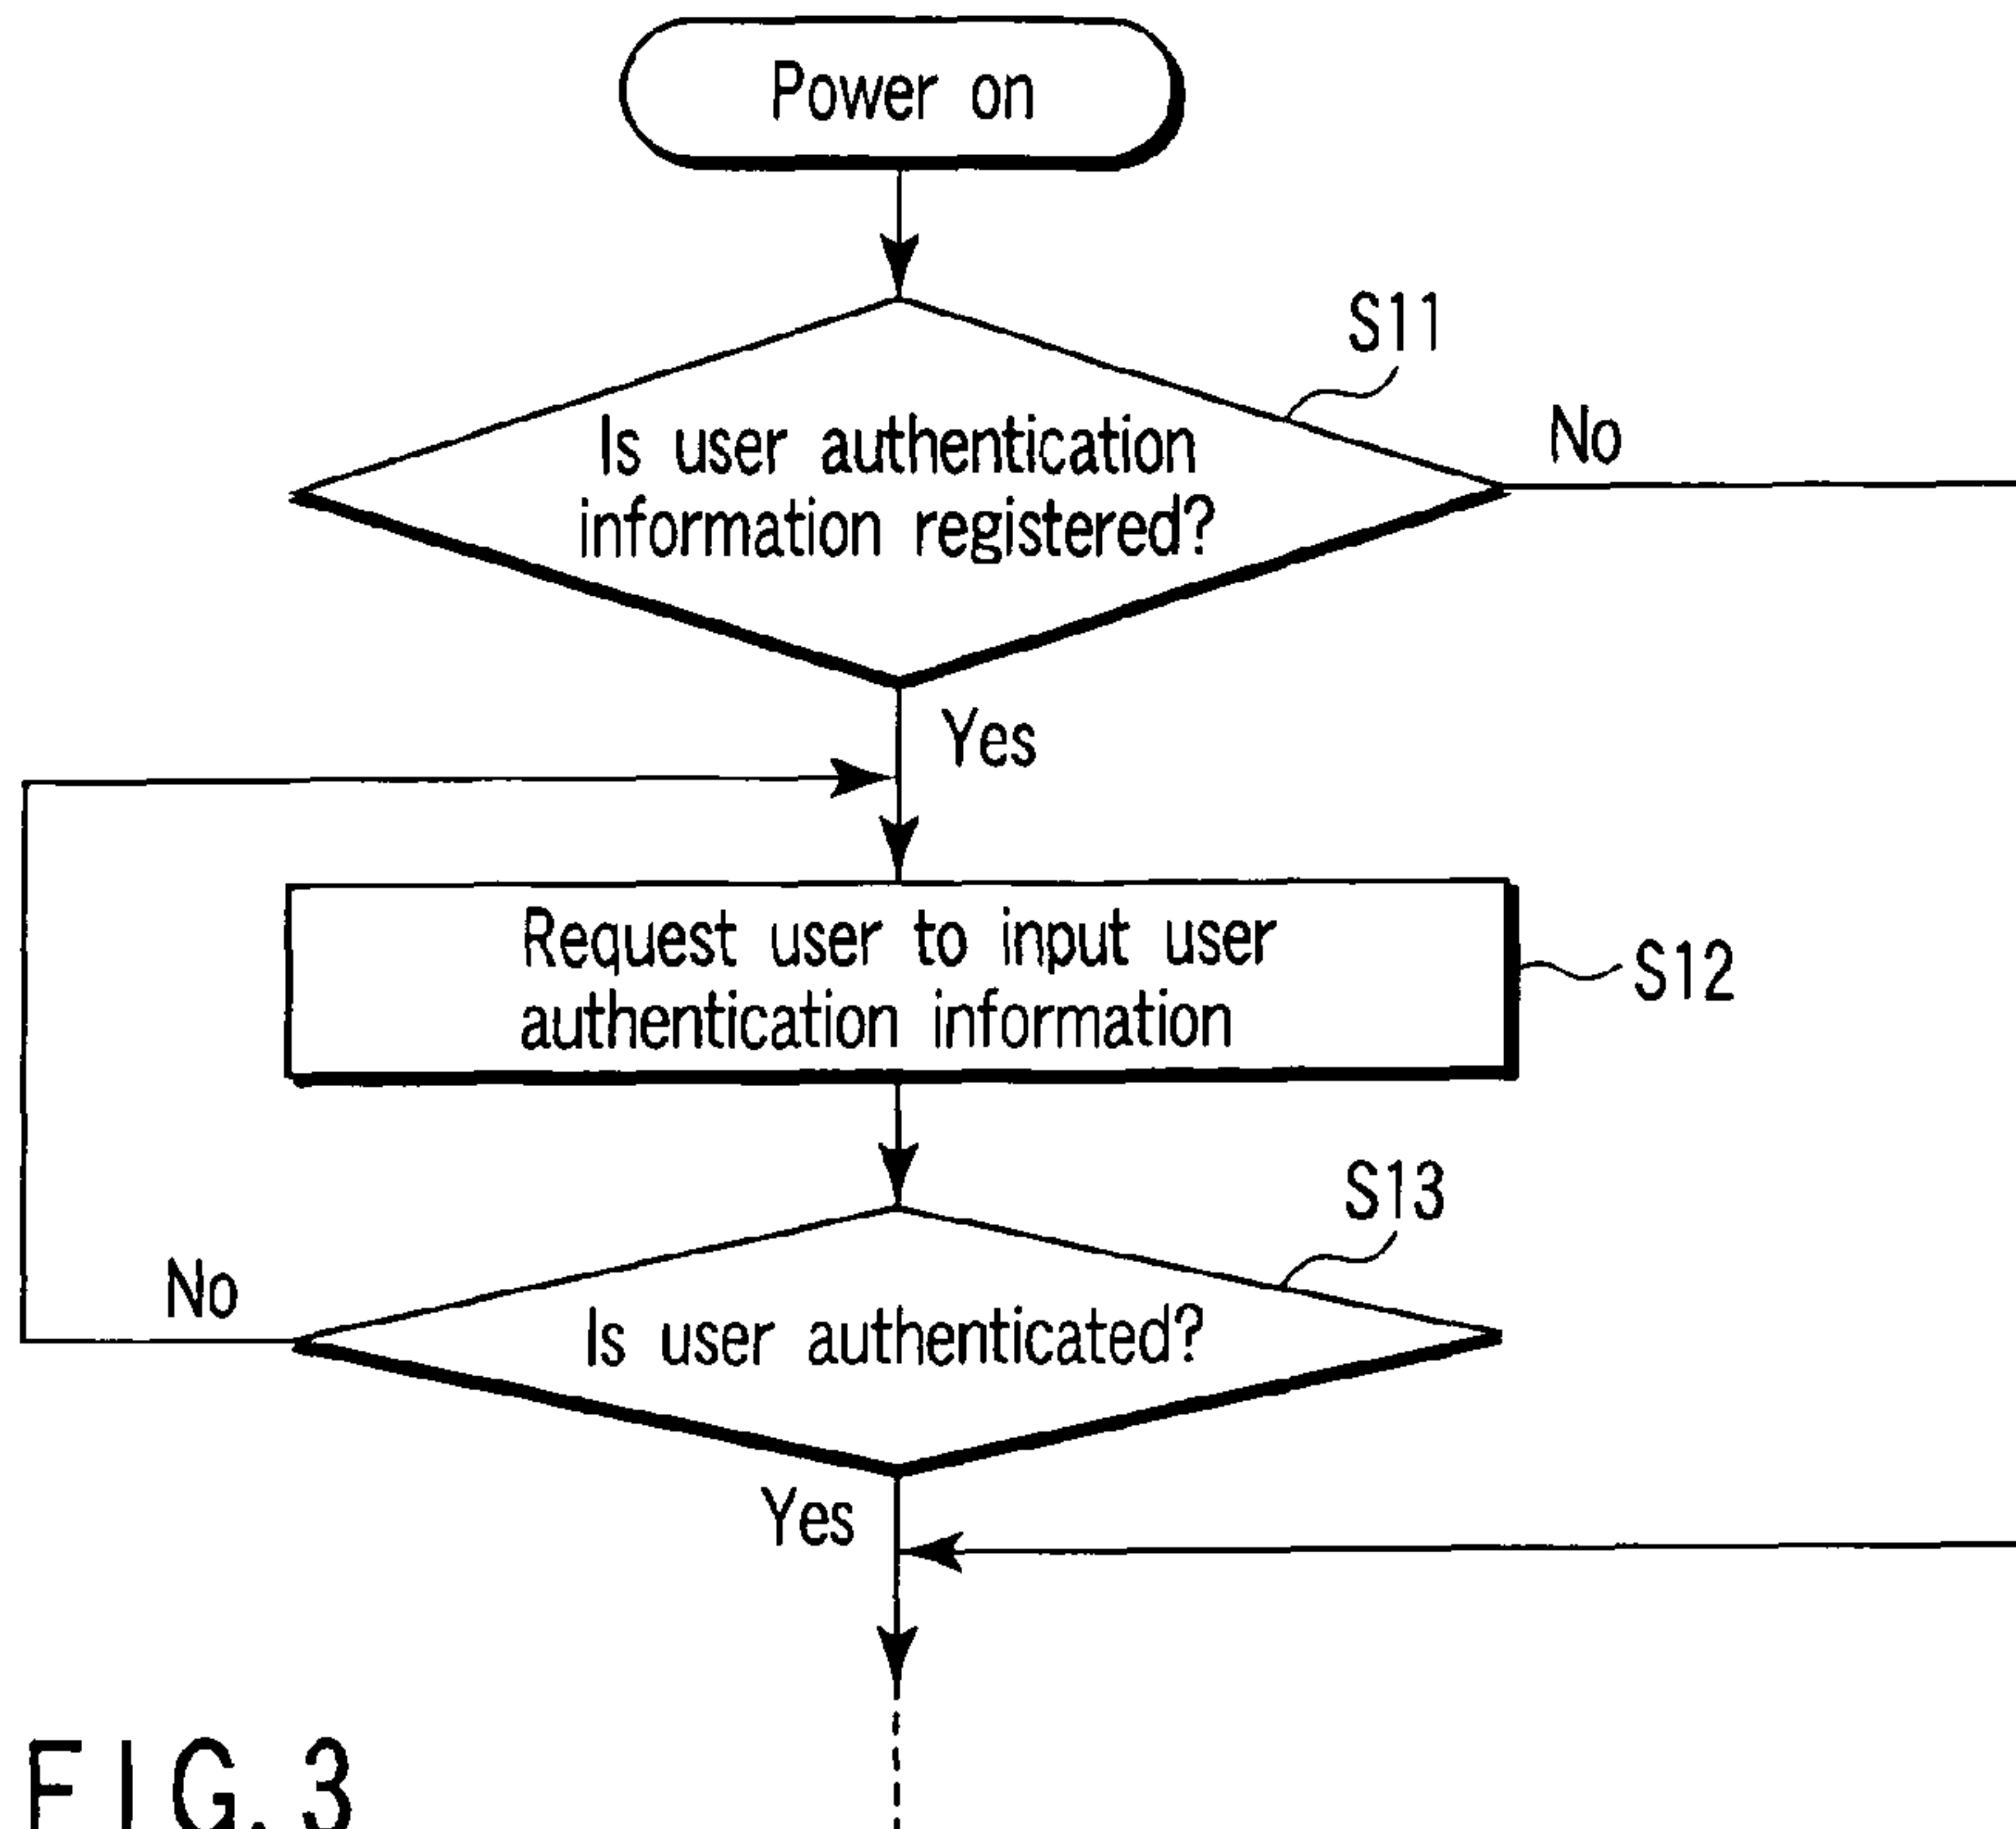 Power on
S11
No
Is user authentication
information registered?
Yes
Request user to input user
authentication information
S12
S13
No
Is user authenticated?
Yes
FIG. 3